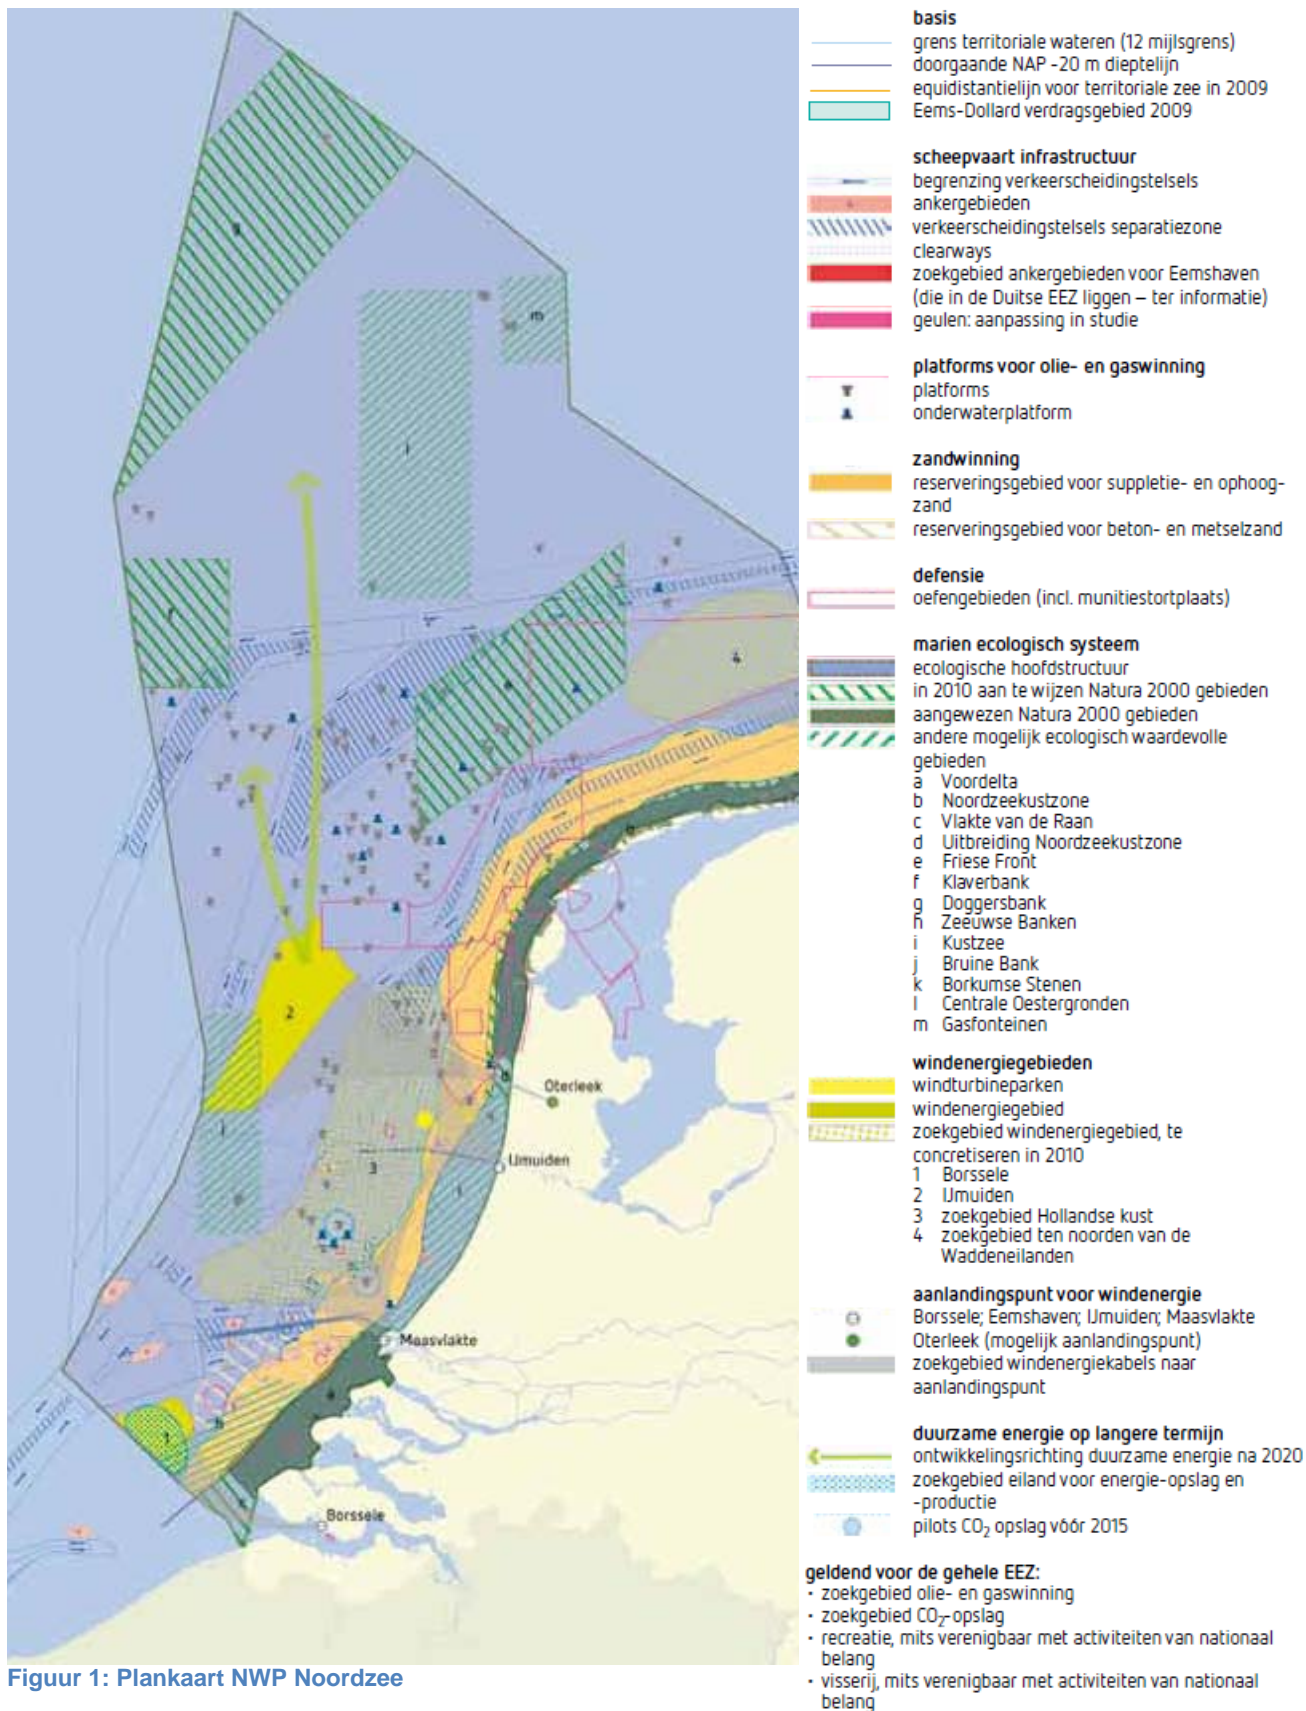 g
m
l
f
e
4
2
b
d
Oterleek
j
3
IJmuiden
i
Maasvlakte
a
h
1
c
Borssele
Figuur 1: Plankaart NWP Noordzee
basis
grens territoriale wateren (12 mijlsgrens)
doorgaande NAP -20 m dieptelijn
equidistantielijn voor territoriale zee in 2009
Eems-Dollard verdragsgebied 2009
scheepvaart infrastructuur
begrenzing verkeerscheidingstelsels
ankergebieden
verkeerscheidingstelsels separatiezone
clearways
zoekgebied ankergebieden voor Eemshaven
(die in de Duitse EEZ liggen – ter informatie)
geulen: aanpassing in studie
platforms voor olie- en gaswinning
platforms
onderwaterplatform
zandwinning
reserveringsgebied voor suppletie- en ophoog-
zand
reserveringsgebied voor beton- en metselzand
defensie
oefengebieden (incl. munitiestortplaats)
marien ecologisch systeem
ecologische hoofdstructuur
in 2010 aan te wijzen Natura 2000 gebieden
aangewezen Natura 2000 gebieden
andere mogelijk ecologisch waardevolle
gebieden
a Voordelta
b Noordzeekustzone
c Vlakte van de Raan
d Uitbreiding Noordzeekustzone
e Friese Front
f Klaverbank
g Doggersbank
h Zeeuwse Banken
i Kustzee
j Bruine Bank
k Borkumse Stenen
l Centrale Oestergronden
m Gasfonteinen
windenergiegebieden
windturbineparken
windenergiegebied
zoekgebied windenergiegebied, te
concretiseren in 2010
1 Borssele
2 IJmuiden
3 zoekgebied Hollandse kust
4 zoekgebied ten noorden van de
Waddeneilanden
aanlandingspunt voor windenergie
Borssele; Eemshaven; IJmuiden; Maasvlakte
Oterleek (mogelijk aanlandingspunt)
zoekgebied windenergiekabels naar
aanlandingspunt
duurzame energie op langere termijn
ontwikkelingsrichting duurzame energie na 2020
zoekgebied eiland voor energie-opslag en
-productie
pilots CO₂ opslag vóór 2015
geldend voor de gehele EEZ:
· zoekgebied olie- en gaswinning
· zoekgebied CO₂-opslag
· recreatie, mits verenigbaar met activiteiten van nationaal
belang
· visserij, mits verenigbaar met activiteiten van nationaal
belang